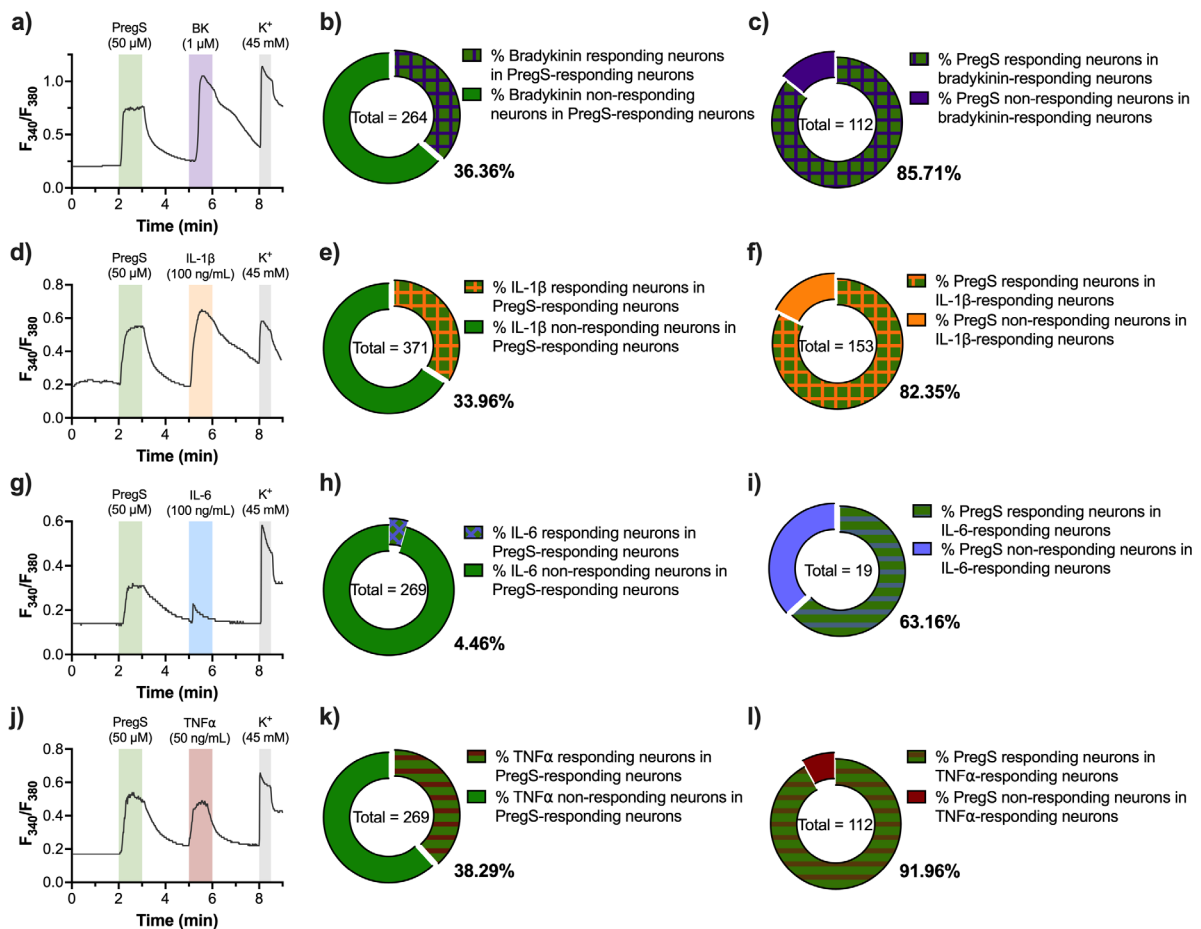 a)
PregS
(50 µM)
BK
(1 µM)
K+
(45 mM)
F340/F380
1.0
0.5
0.0
0
2
4
6
8
Time (min)
b)
Total = 264
% Bradykinin responding neurons
in PregS-responding neurons
% Bradykinin non-responding
neurons in PregS-responding neurons
36.36%
c)
Total = 112
% PregS responding neurons in
bradykinin-responding neurons
% PregS non-responding neurons in
bradykinin-responding neurons
85.71%
d)
PregS
(50 µM)
IL-1β
(100 ng/mL)
K+
(45 mM)
F340/F380
0.8
0.6
0.4
0.2
0.0
0
2
4
6
8
Time (min)
e)
Total = 371
% IL-1β responding neurons in
PregS-responding neurons
% IL-1β non-responding neurons in
PregS-responding neurons
33.96%
f)
Total = 153
% PregS responding neurons in
IL-1β-responding neurons
% PregS non-responding neurons in
IL-1β-responding neurons
82.35%
g)
PregS
(50 µM)
IL-6
(100 ng/mL)
K+
(45 mM)
F340/F380
0.6
0.4
0.2
0.0
0
2
4
6
8
Time (min)
h)
Total = 269
% IL-6 responding neurons in
PregS-responding neurons
% IL-6 non-responding neurons in
PregS-responding neurons
4.46%
i)
Total = 19
% PregS responding neurons in
IL-6-responding neurons
% PregS non-responding neurons in
IL-6-responding neurons
63.16%
j)
PregS
(50 µM)
TNFα
(50 ng/mL)
K+
(45 mM)
F340/F380
0.8
0.6
0.4
0.2
0.0
0
2
4
6
8
Time (min)
k)
Total = 269
% TNFα responding neurons in
PregS-responding neurons
% TNFα non-responding neurons in
PregS-responding neurons
38.29%
l)
Total = 112
% PregS responding neurons in
TNFα-responding neurons
% PregS non-responding neurons in
TNFα-responding neurons
91.96%